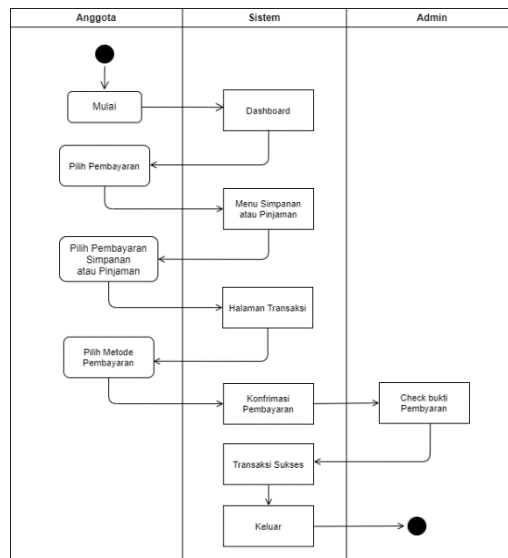 Anggota
Sistem
Admin
Mulai
Dashboard
Pilih Pembayaran
Menu Simpanan
atau Pinjaman
Pilih Pembayaran
Simpanan
atau Pinjaman
Halaman Transaksi
Pilih Metode
Pembayaran
Konfrimasi
Pembayaran
Check bukti
Pembyaran
Transaksi Sukses
Keluar